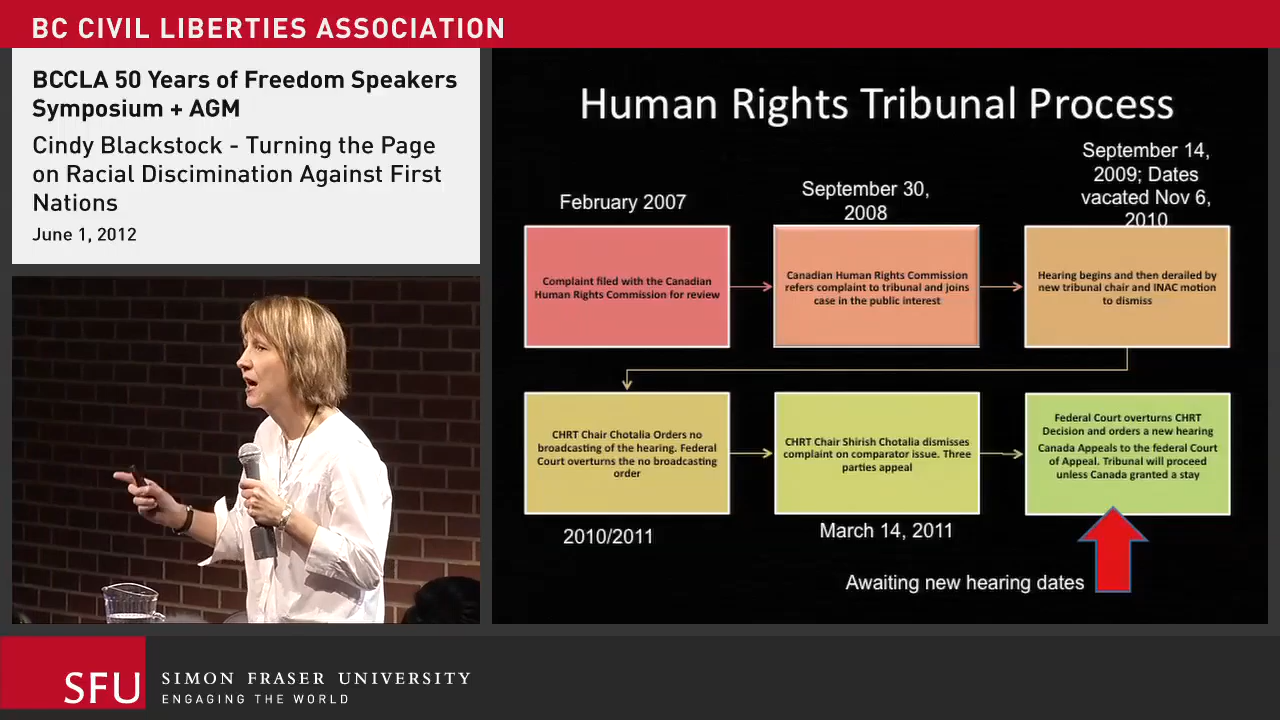 BC CIVIL LIBERTIES ASSOCIATION
BCCLA 50 Years of Freedom Speakers
Symposium + AGM
Cindy Blackstock - Turning the Page
on Racial Discrimination Against First
Nations
June 1, 2012
Human Rights Tribunal Process
February 2007
September 30,
2008
September 14,
2009; Dates
vacated Nov 6,
2010
Complaint filed with the Canadian
Human Rights Commission for review
Canadian Human Rights Commission
refers complaint to tribunal and joins
case in the public interest
Hearing begins and then derailed by
new tribunal chair and INAC motion
to dismiss
CHRT Chair Chotalia Orders no
broadcasting of the hearing. Federal
Court overturns the no broadcasting
order
CHRT Chair Shirish Chotalia dismisses
complaint on comparator issue. Three
parties appeal
Federal Court overturns CHRT
Decision and orders a new hearing
Canada Appeals to the federal Court
of Appeal. Tribunal will proceed
unless Canada granted a stay
2010/2011
March 14, 2011
Awaiting new hearing dates
SFU
SIMON FRASER UNIVERSITY
ENGAGING THE WORLD